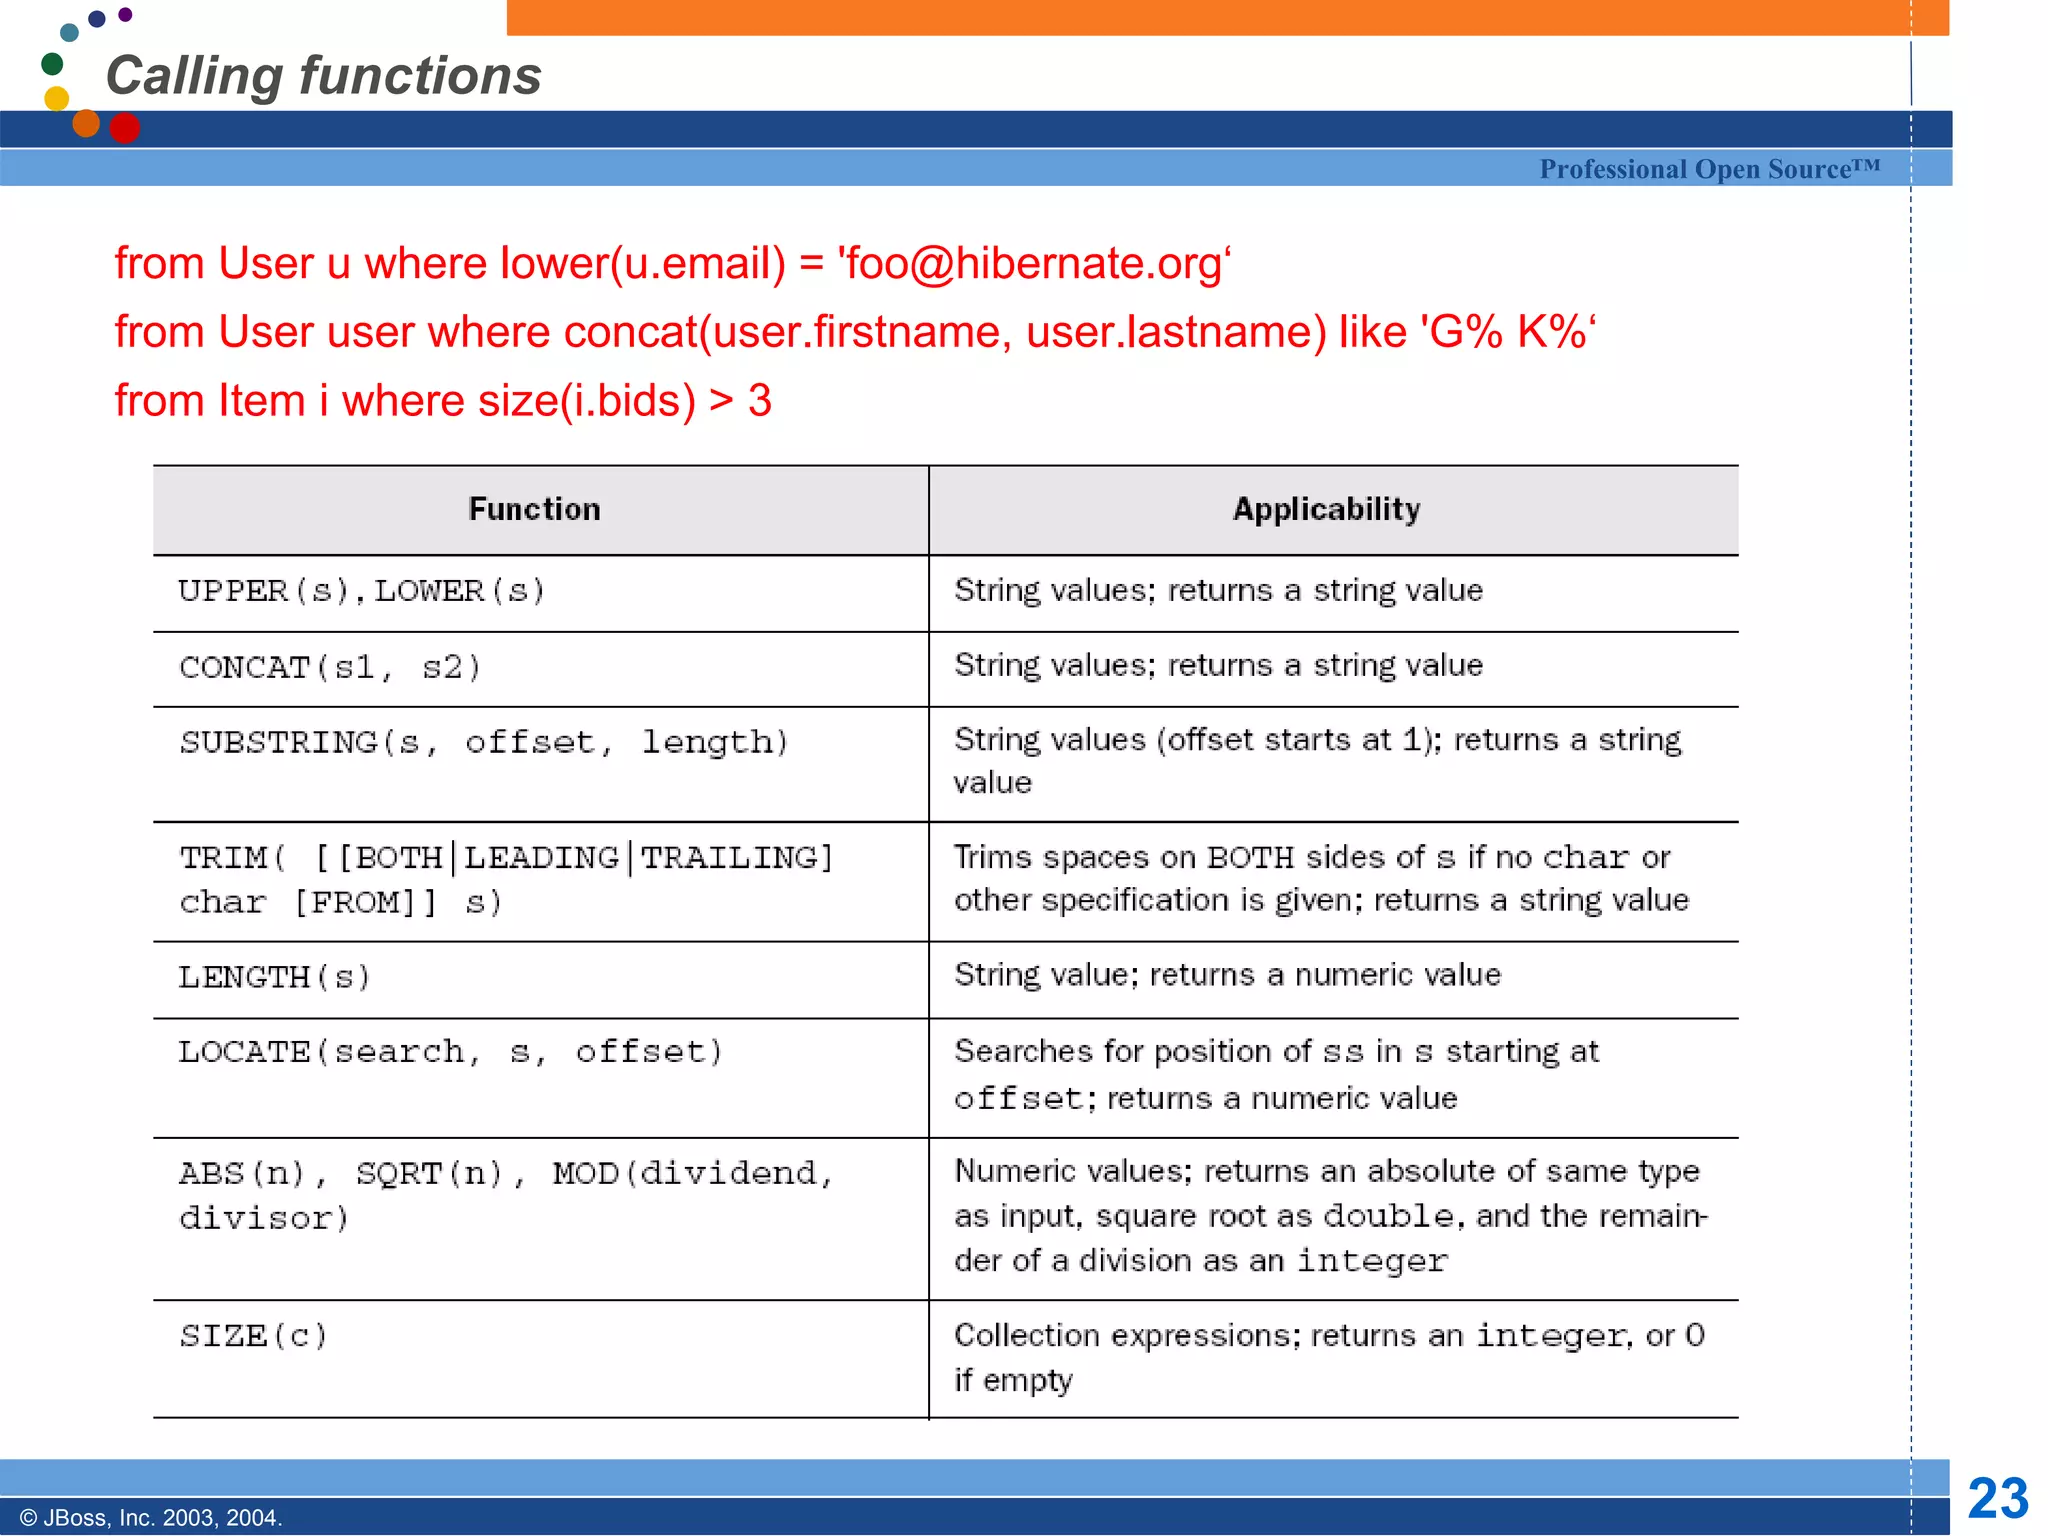 Calling functions
Professional Open Source™
from User u where lower(u.email) = 'foo@hibernate.org‘
from User user where concat(user.firstname, user.lastname) like 'G% K%‘
from Item i where size(i.bids) > 3
Function Applicability
UPPER(s), LOWER(s) String values; returns a string value
CONCAT(s1, s2) String values; returns a string value
SUBSTRING(s, offset, length) String values (offset starts at 1); returns a string
value
TRIM( [[BOTH|LEADING|TRAILING] Trims spaces on BOTH sides of s if no char or
char [FROM]] s) other specification is given; returns a string value
LENGTH(s) String value; returns a numeric value
LOCATE(search, s, offset) Searches for position of ss in s starting at
offset; returns a numeric value
ABS(n), SQRT(n), MOD(dividend, Numeric values; returns an absolute of same type
divisor) as input, square root as double, and the remain-
der of a division as an integer
SIZE(c) Collection expressions; returns an integer, or 0
if empty
© JBoss, Inc. 2003, 2004.
23